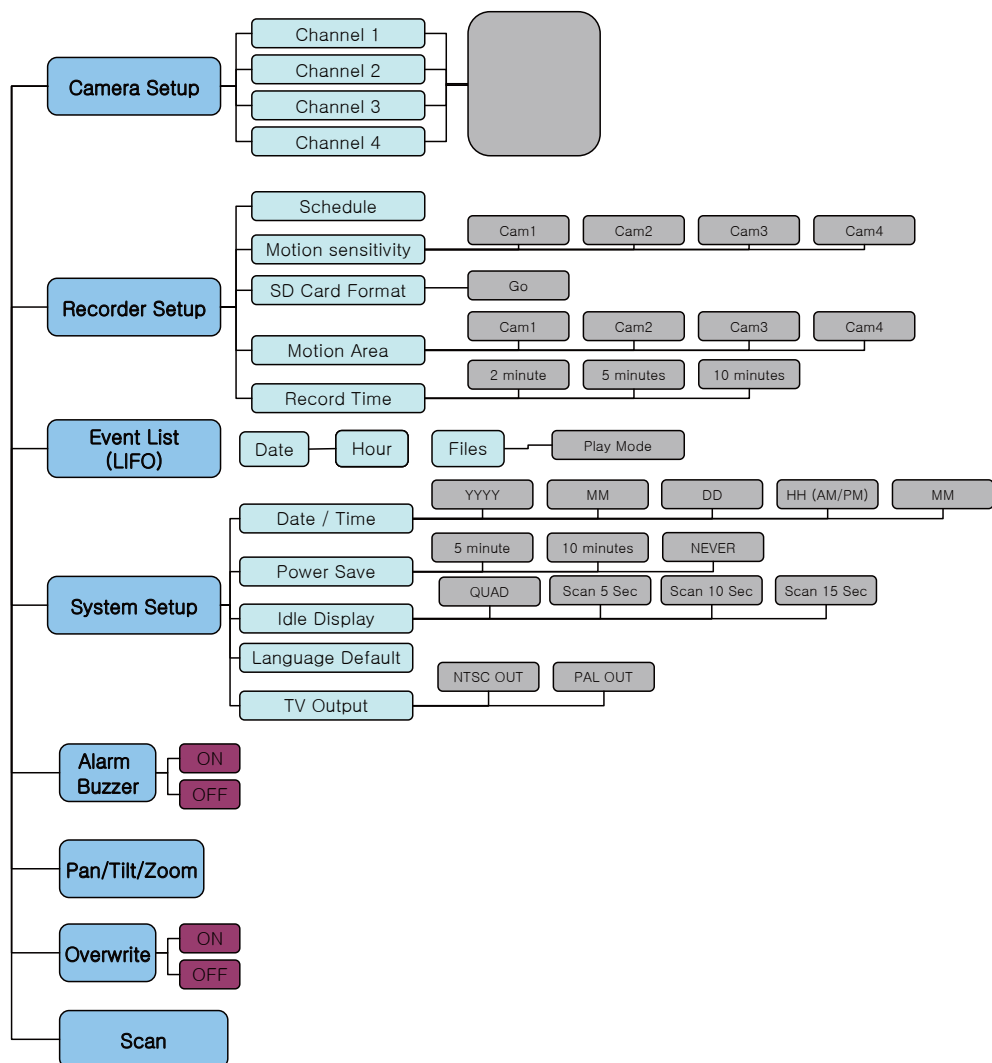 Camera Setup
Channel 1
Channel 2
Channel 3
Channel 4
Recorder Setup
Schedule
Motion sensitivity
Cam1
Cam2
Cam3
Cam4
SD Card Format
Go
Motion Area
Cam1
Cam2
Cam3
Cam4
Record Time
2 minute
5 minutes
10 minutes
Event List
(LIFO)
Date
Hour
Files
Play Mode
System Setup
Date / Time
YYYY
MM
DD
HH (AM/PM)
MM
Power Save
5 minute
10 minutes
NEVER
Idle Display
QUAD
Scan 5 Sec
Scan 10 Sec
Scan 15 Sec
Language Default
TV Output
NTSC OUT
PAL OUT
Alarm
Buzzer
ON
OFF
Pan/Tilt/Zoom
Overwrite
ON
OFF
Scan